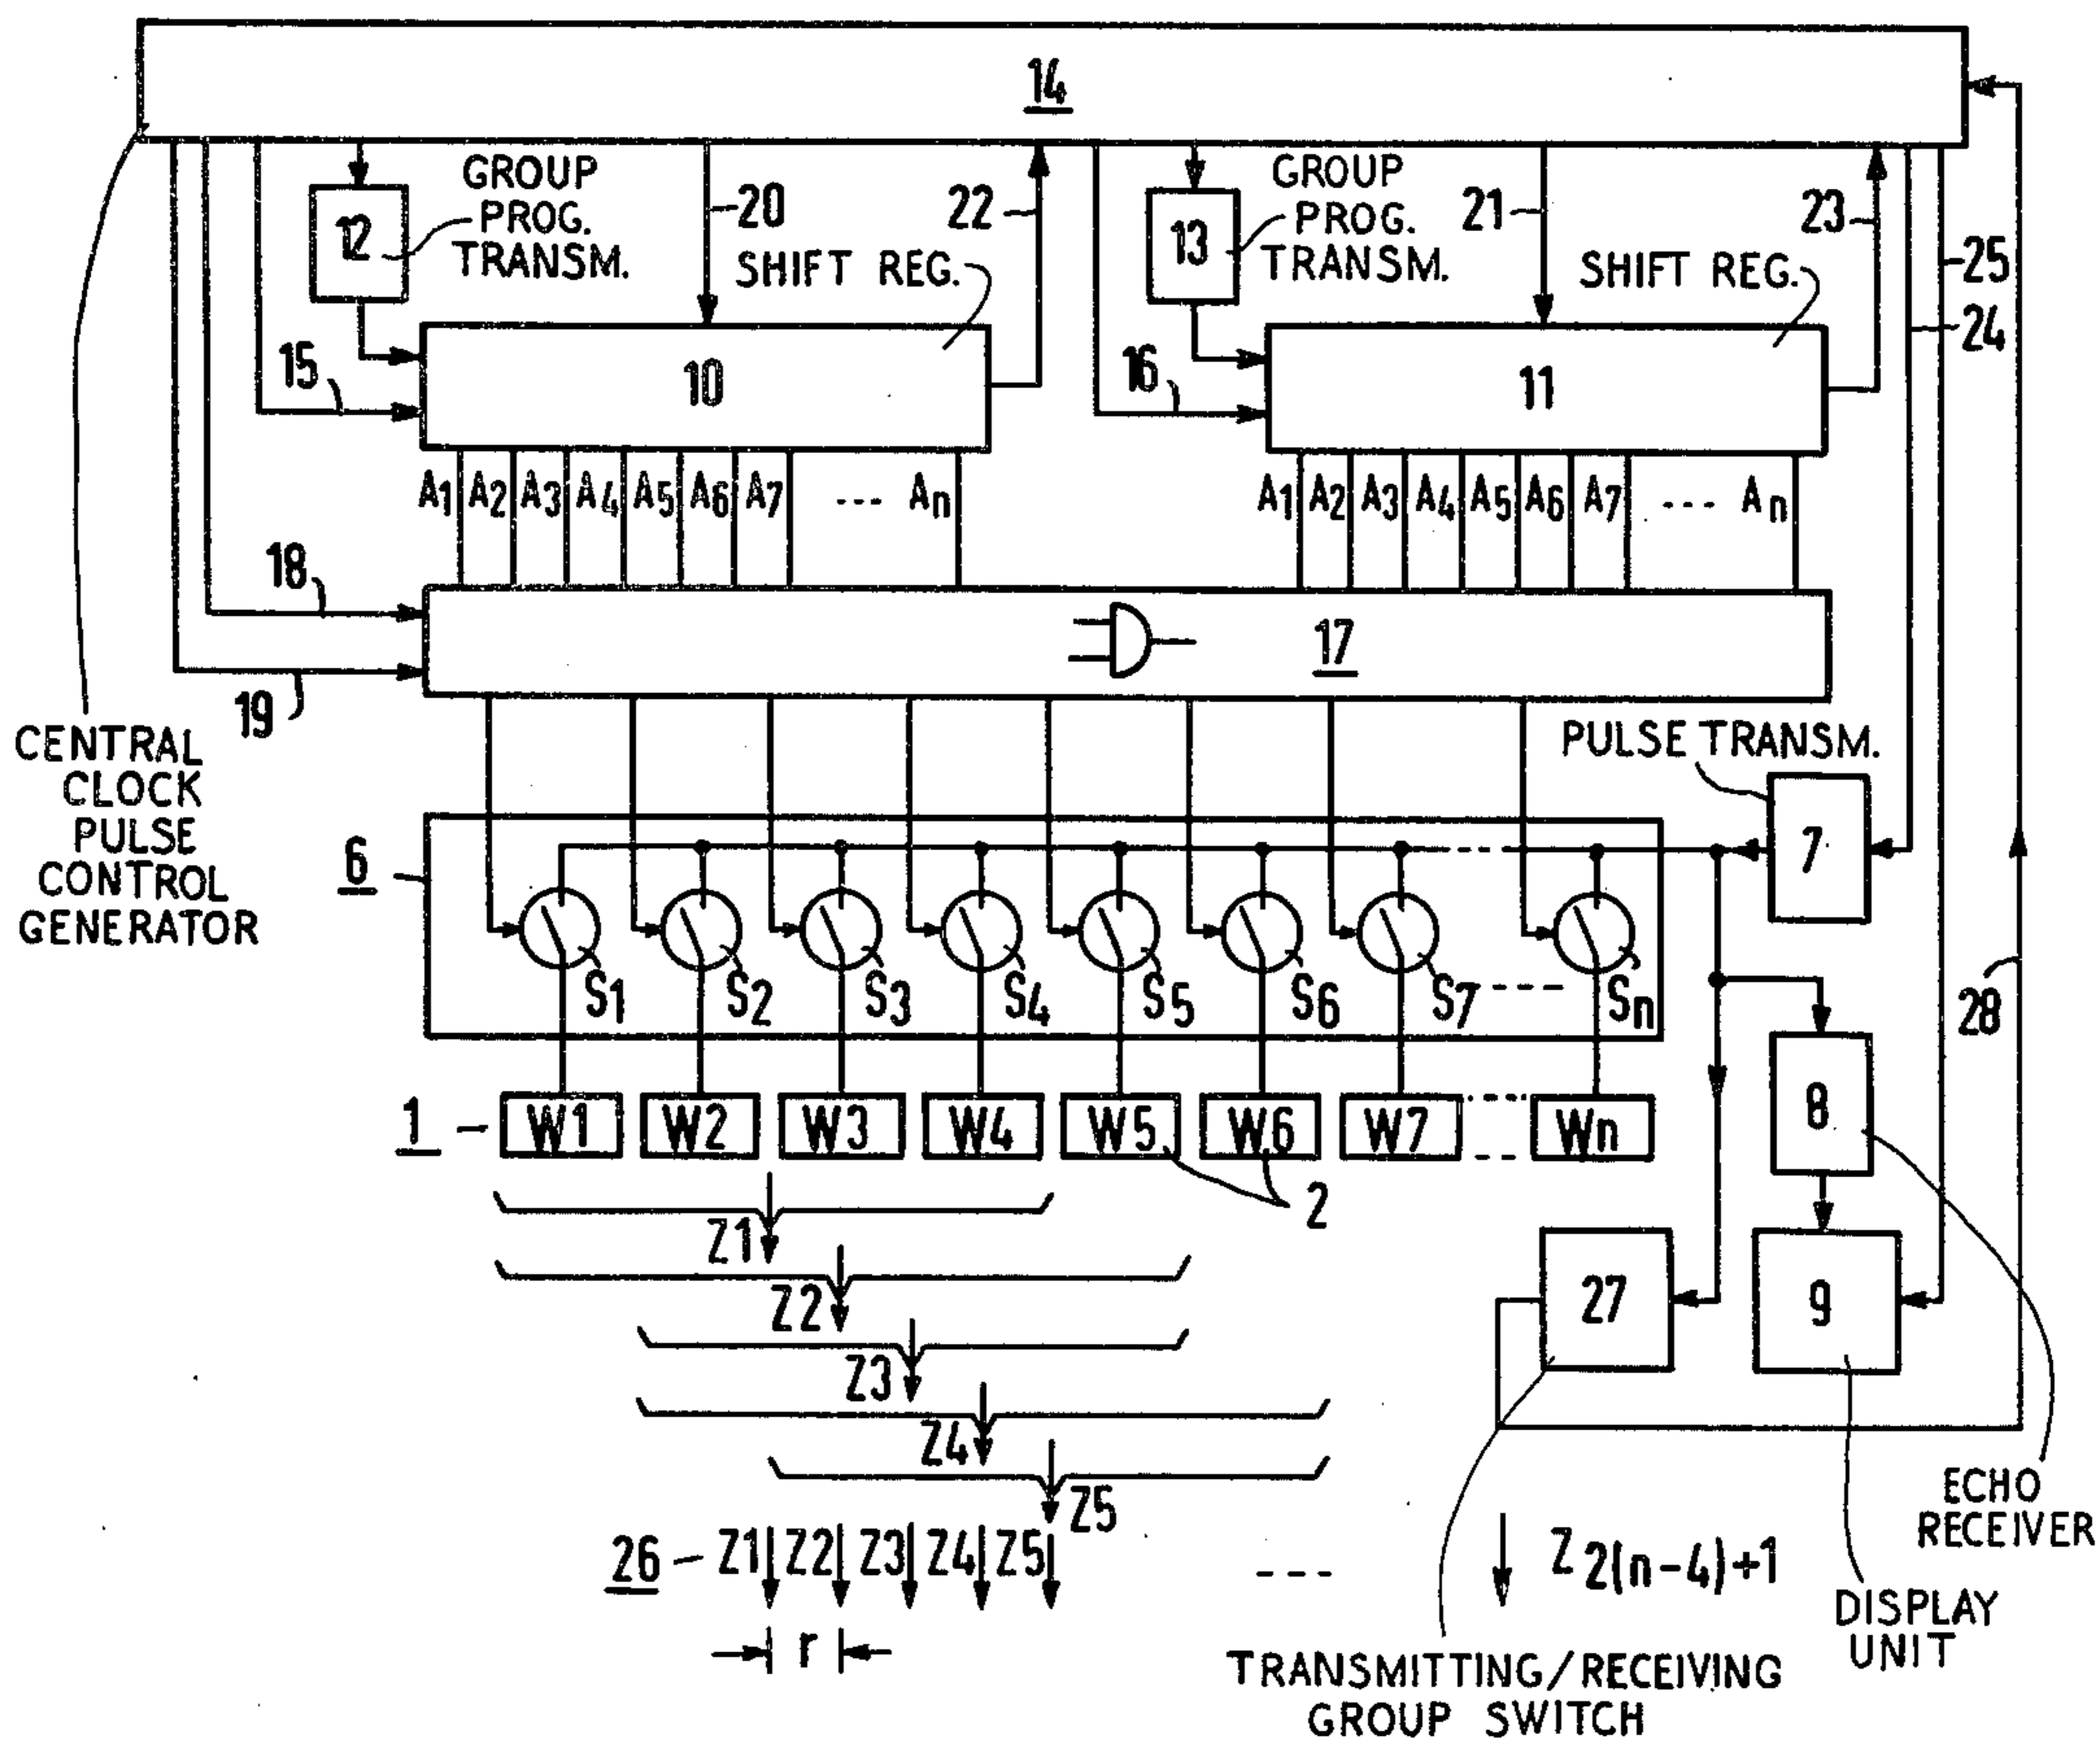 14
GROUP
PROG.
TRANSM.
12
20
22
SHIFT REG.
GROUP
PROG.
TRANSM.
13
21
23
SHIFT REG.
25
24
15
10
16
11
A1 A2 A3 A4 A5 A6 A7 --- An
A1 A2 A3 A4 A5 A6 A7 --- An
18
17
19
CENTRAL
CLOCK
PULSE
CONTROL
GENERATOR
PULSE TRANSM.
7
6
S1 S2 S3 S4 S5 S6 S7 ---- Sn
28
1
W1 W2 W3 W4 W5 W6 W7 Wn
8
2
Z1
Z2
27
9
Z3
Z4
Z5
ECHO
RECEIVER
26 Z1 Z2 Z3 Z4 Z5 --- Z2(n-4)+1
r
DISPLAY
UNIT
TRANSMITTING/RECEIVING
GROUP SWITCH